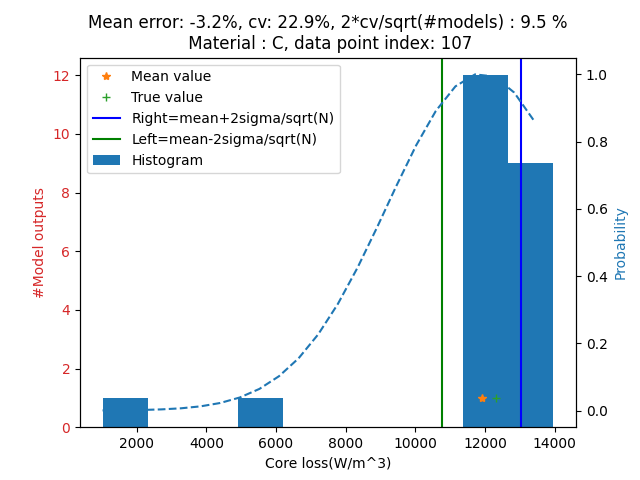 Mean error: -3.2%, cv: 22.9%, 2*cv/sqrt(#models) : 9.5 %
Material : C, data point index: 107
Mean value
True value
Right=mean+2sigma/sqrt(N)
Left=mean-2sigma/sqrt(N)
Histogram
#Model outputs
12
10
8
6
4
2
0
1.0
0.8
0.6
0.4
0.2
0.0
Probability
2000 4000 6000 8000 10000 12000 14000
Core loss(W/m^3)